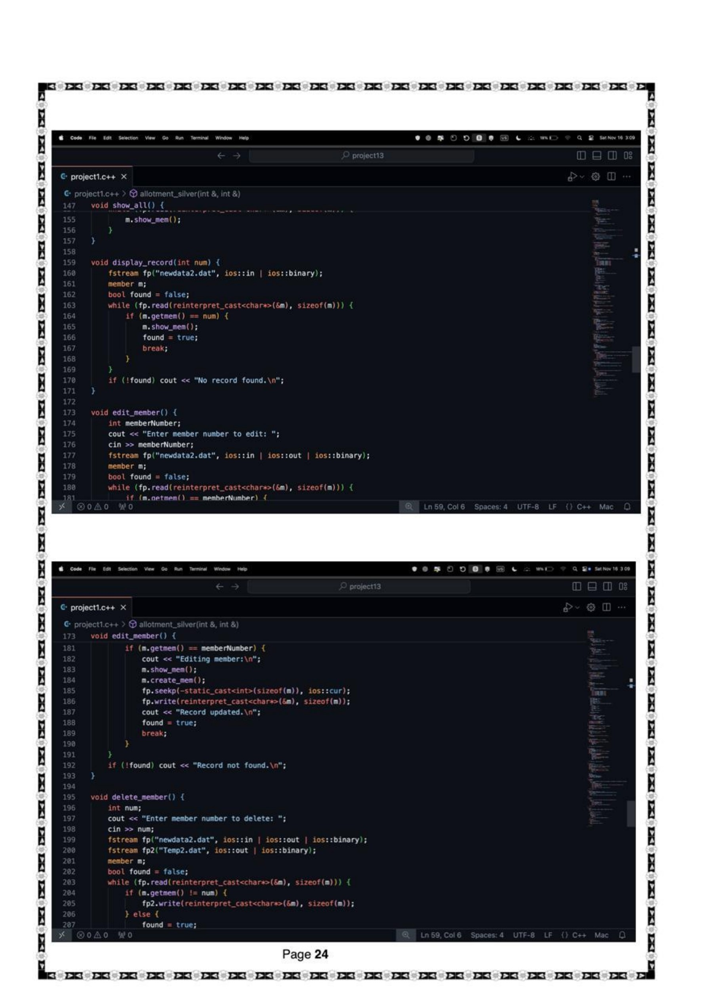 Code File Edit Selection View Go Run Terminal Window Help US 18% Sat Nov 16 3:09
project13
project1.c++
project1.c++ > allotment_silver(int &, int &)
147 void show_all() {
155 m.show_mem();
156 }
157 }
158
159 void display_record(int num) {
160 fstream fp("newdata2.dat", ios::in | ios::binary);
161 member m;
162 bool found = false;
163 while (fp.read(reinterpret_cast<char*>(&m), sizeof(m))) {
164 if (m.getmem() == num) {
165 m.show_mem();
166 found = true;
167 break;
168 }
169 }
170 if (!found) cout << "No record found.\n";
171 }
172
173 void edit_member() {
174 int memberNumber;
175 cout << "Enter member number to edit: ";
176 cin >> memberNumber;
177 fstream fp("newdata2.dat", ios::in | ios::out | ios::binary);
178 member m;
179 bool found = false;
180 while (fp.read(reinterpret_cast<char*>(&m), sizeof(m))) {
181 if (m.getmem() == memberNumber) {
0 0 0 Ln 59, Col 6 Spaces: 4 UTF-8 LF {} C++ Mac
Code File Edit Selection View Go Run Terminal Window Help US 18% Sat Nov 16 3 09
project13
project1.c++
project1.c++ > allotment_silver(int &, int &)
173 void edit_member() {
181 if (m.getmem() == memberNumber) {
182 cout << "Editing member:\n";
183 m.show_mem();
184 m.create_mem();
185 fp.seekp(-static_cast<int>(sizeof(m)), ios::cur);
186 fp.write(reinterpret_cast<char*>(&m), sizeof(m));
187 cout << "Record updated.\n";
188 found = true;
189 break;
190 }
191 }
192 if (!found) cout << "Record not found.\n";
193 }
194
195 void delete_member() {
196 int num;
197 cout << "Enter member number to delete: ";
198 cin >> num;
199 fstream fp("newdata2.dat", ios::in | ios::out | ios::binary);
200 fstream fp2("Temp2.dat", ios::out | ios::binary);
201 member m;
202 bool found = false;
203 while (fp.read(reinterpret_cast<char*>(&m), sizeof(m))) {
204 if (m.getmem() != num) {
205 fp2.write(reinterpret_cast<char*>(&m), sizeof(m));
206 } else {
207 found = true;
0 0 0 Ln 59, Col 6 Spaces: 4 UTF-8 LF {} C++ Mac
Page 24